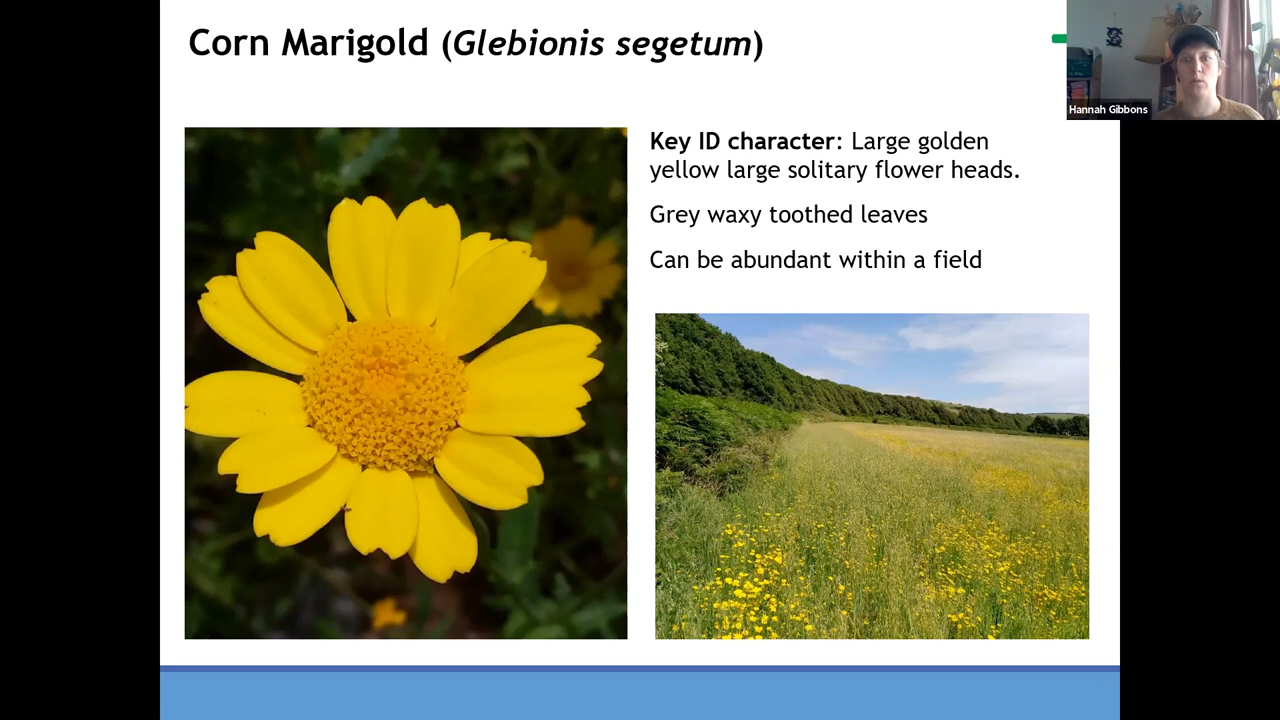 Corn Marigold (Glebionis segetum)
Hannah Gibbons
Key ID character: Large golden
yellow large solitary flower heads.
Grey waxy toothed leaves
Can be abundant within a field